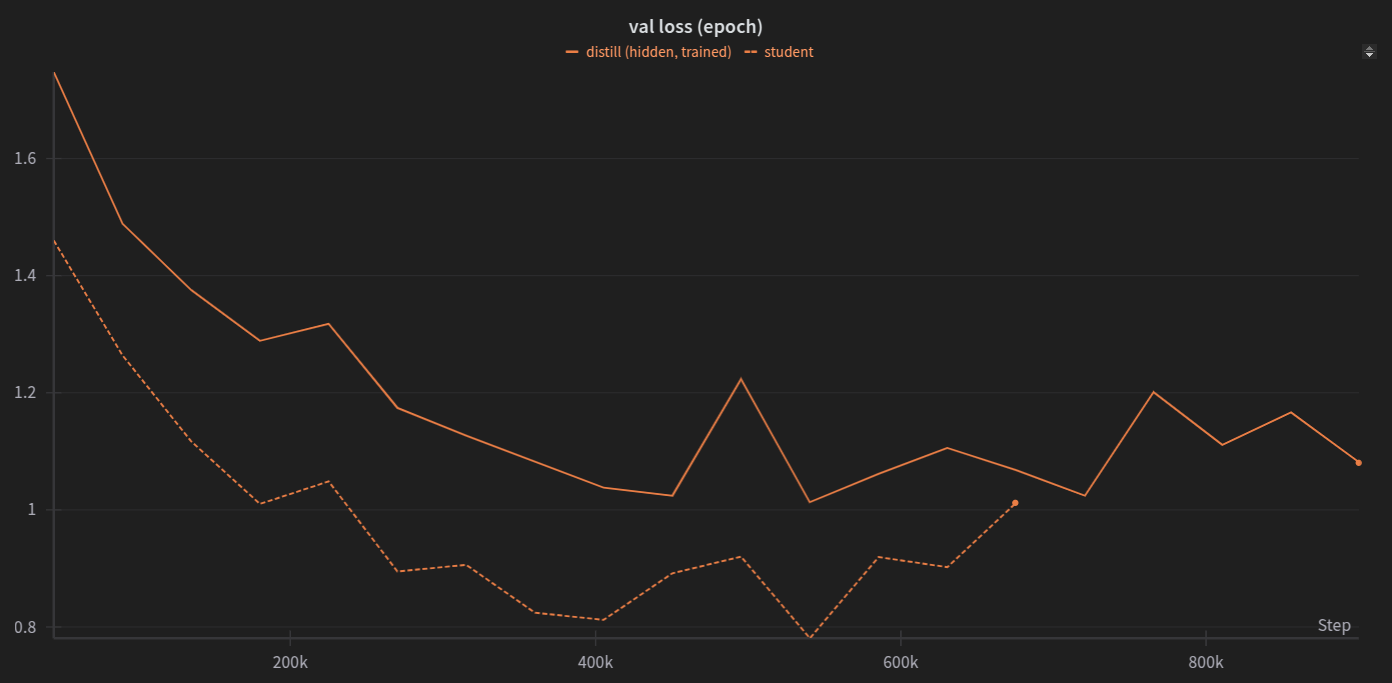 val loss (epoch)
distill (hidden, trained) student
1.6
1.4
1.2
1
0.8
Step
200k 400k 600k 800k